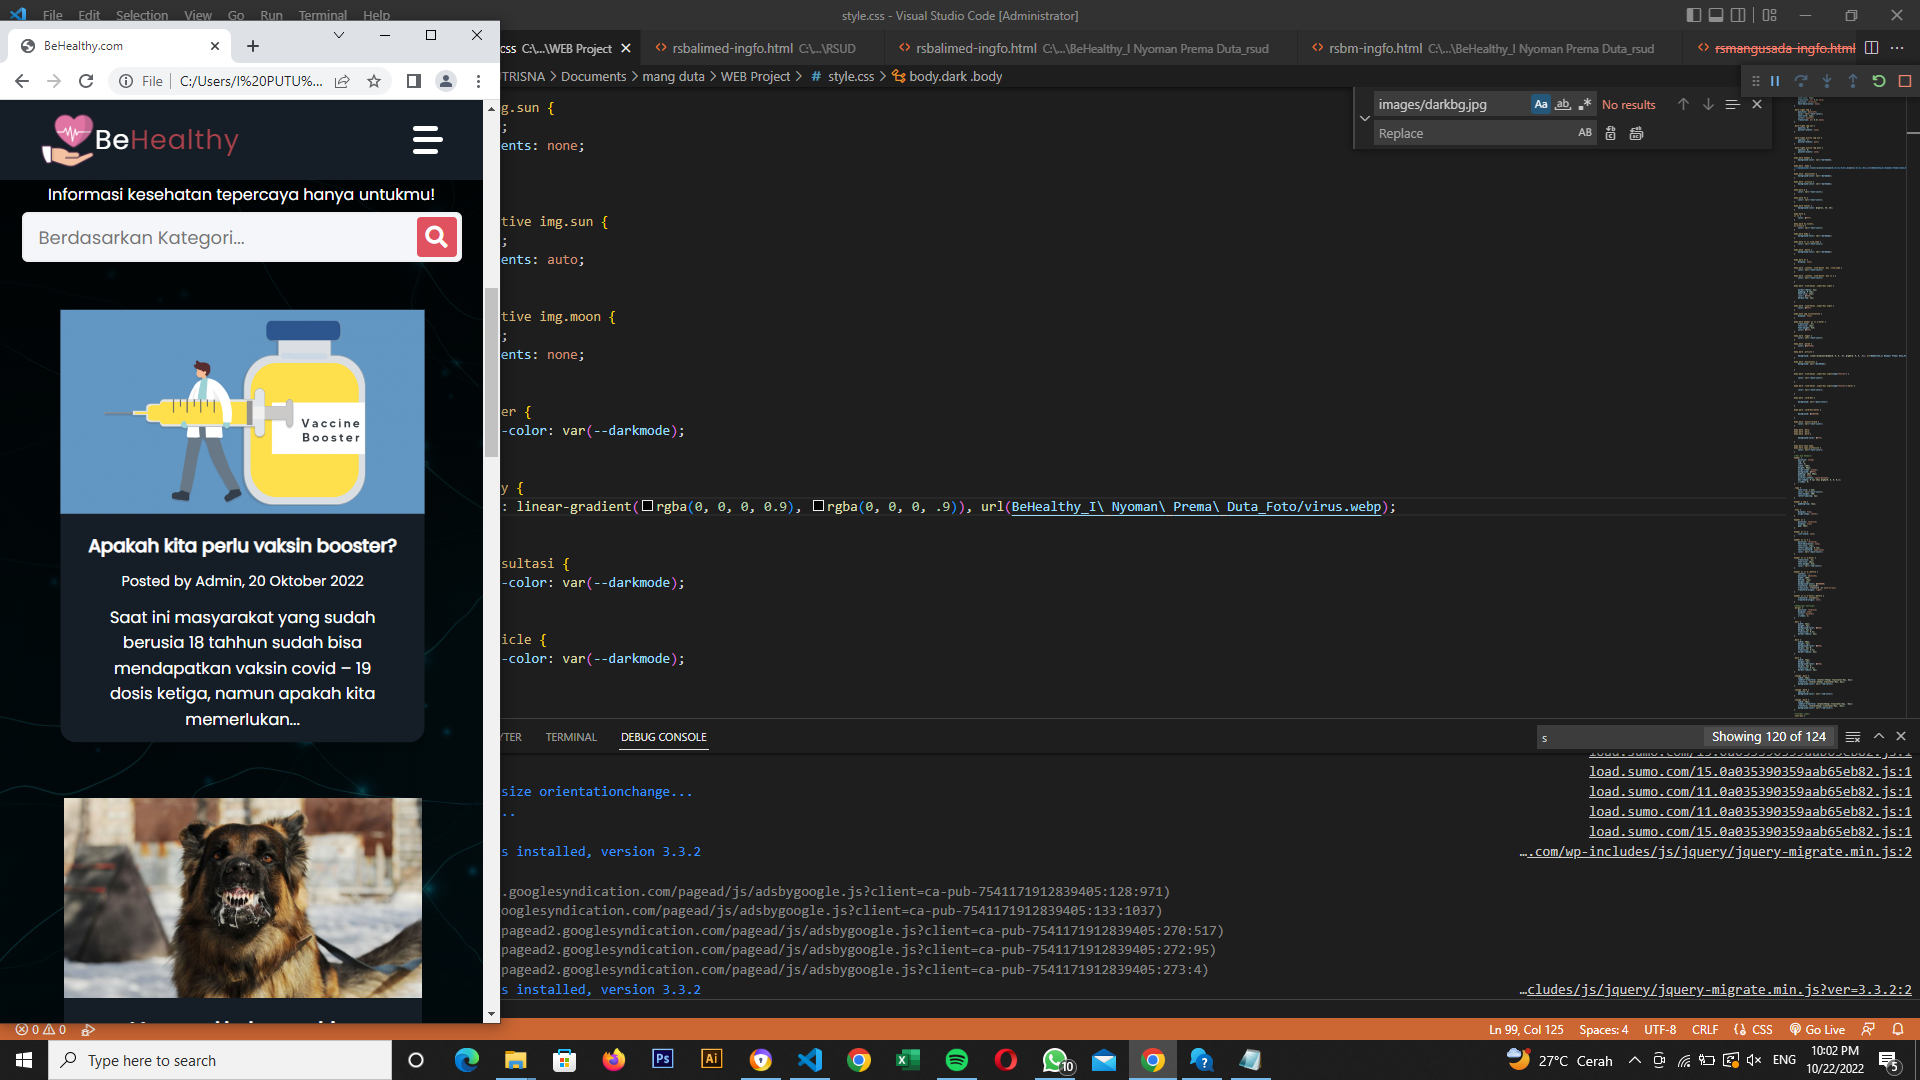 File Edit Selection View Go Run Terminal Help
style.css - Visual Studio Code [Administrator]
BeHealthy.com
File C:/Users/I%20PUTU%...
BeHealthy
Informasi kesehatan tepercaya hanya untukmu!
Berdasarkan Kategori...
Vaccine
Booster
Apakah kita perlu vaksin booster?
Posted by Admin, 20 Oktober 2022
Saat ini masyarakat yang sudah
berusia 18 tahhun sudah bisa
mendapatkan vaksin covid – 19
dosis ketiga, namun apakah kita
memerlukan...
css C:\...\WEB Project
rsbalimed-ingfo.html C:\...\RSUD
rsbalimed-ingfo.html C:\...\BeHealthy_I Nyoman Prema Duta_rsud
rsbm-ingfo.html C:\...\BeHealthy_I Nyoman Prema Duta_rsud
rsmangusada-ingfo.html
TRISNA > Documents > mang duta > WEB Project > # style.css > body.dark .body
images/darkbg.jpg
Aa ab .*
No results
Replace
AB
g.sun {
;
ents: none;
tive img.sun {
;
ents: auto;
tive img.moon {
;
ents: none;
er {
-color: var(--darkmode);
y {
: linear-gradient(rgba(0, 0, 0, 0.9), rgba(0, 0, 0, .9)), url(BeHealthy_I\ Nyoman\ Prema\ Duta_Foto/virus.webp);
sultasi {
-color: var(--darkmode);
icle {
-color: var(--darkmode);
YTER TERMINAL DEBUG CONSOLE
s
Showing 120 of 124
load.sumo.com/15.0a035390359aab65eb82.js:1
load.sumo.com/15.0a035390359aab65eb82.js:1
size orientationchange...
load.sumo.com/11.0a035390359aab65eb82.js:1
..
load.sumo.com/11.0a035390359aab65eb82.js:1
load.sumo.com/15.0a035390359aab65eb82.js:1
s installed, version 3.3.2
….com/wp-includes/js/jquery/jquery-migrate.min.js:2
.googlesyndication.com/pagead/js/adsbygoogle.js?client=ca-pub-7541171912839405:128:971)
ooglesyndication.com/pagead/js/adsbygoogle.js?client=ca-pub-7541171912839405:133:1037)
pagead2.googlesyndication.com/pagead/js/adsbygoogle.js?client=ca-pub-7541171912839405:270:517)
pagead2.googlesyndication.com/pagead/js/adsbygoogle.js?client=ca-pub-7541171912839405:272:95)
pagead2.googlesyndication.com/pagead/js/adsbygoogle.js?client=ca-pub-7541171912839405:273:4)
s installed, version 3.3.2
…cludes/js/jquery/jquery-migrate.min.js?ver=3.3.2:2
0 0
Ln 99, Col 125 Spaces: 4 UTF-8 CRLF CSS Go Live
Type here to search
Ps
Ai
10
27°C Cerah
ENG
10:02 PM
10/22/2022
5